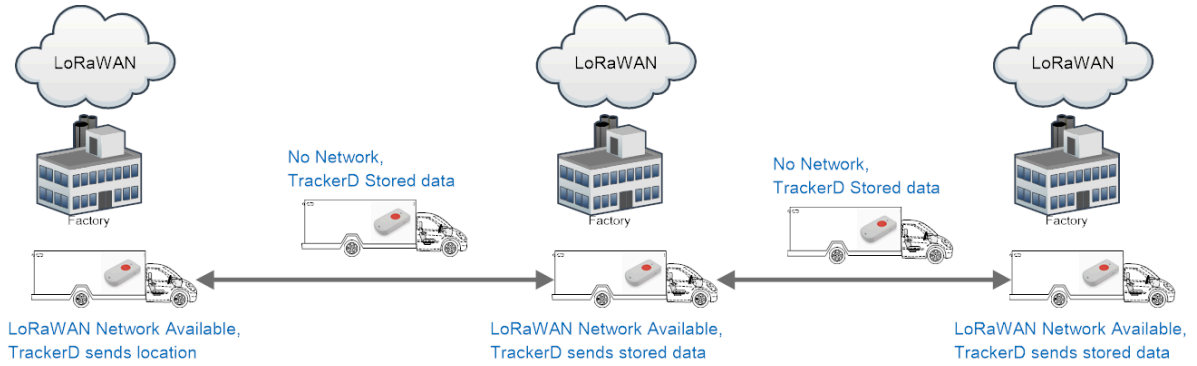 LoRaWAN
LoRaWAN
LoRaWAN
No Network,
TrackerD Stored data
No Network,
TrackerD Stored data
Factory
Factory
Factory
LoRaWAN Network Available,
TrackerD sends location
LoRaWAN Network Available,
TrackerD sends stored data
LoRaWAN Network Available,
TrackerD sends stored data